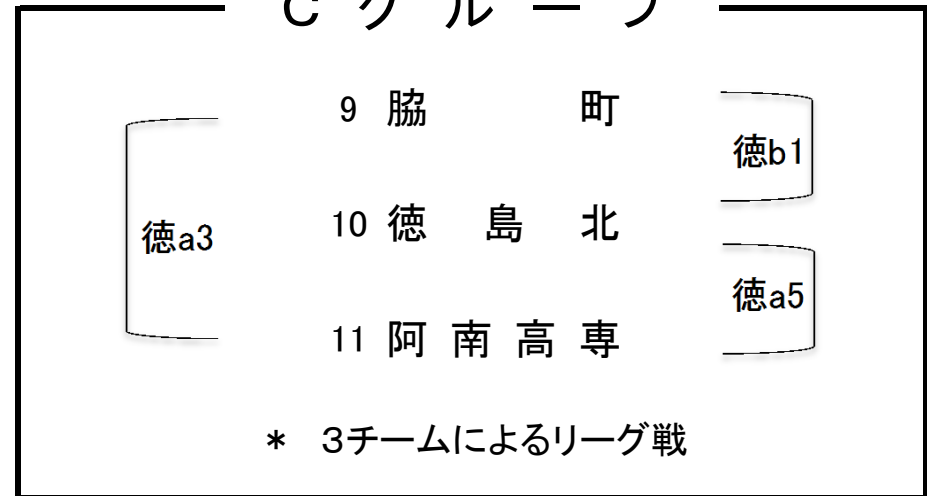 Cグループ
9 脇町
徳b1
10 徳島北
徳a3
徳a5
11 阿南高専
* 3チームによるリーグ戦